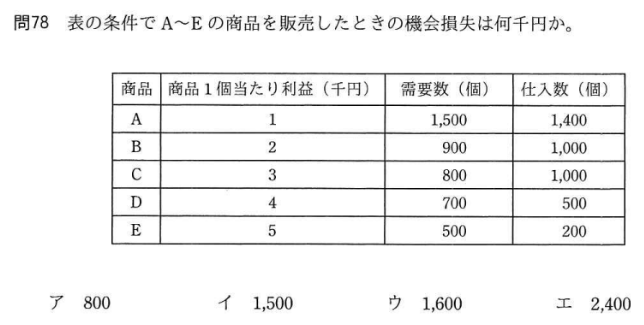 問78 表の条件でA～Eの商品を販売したときの機会損失は何千円か。
商品 商品1個当たり利益（千円） 需要数（個） 仕入数（個）
A 1 1,500 1,400
B 2 900 1,000
C 3 800 1,000
D 4 700 500
E 5 500 200
ア 800 イ 1,500 ウ 1,600 エ 2,400